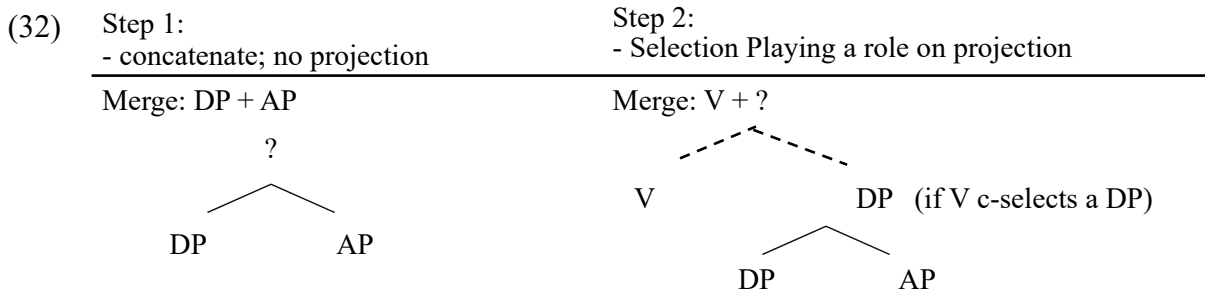 (32)
Step 1:
- concatenate; no projection
Step 2:
- Selection Playing a role on projection
Merge: DP + AP
Merge: V + ?
?
DP AP
V DP (if V c-selects a DP)
DP AP